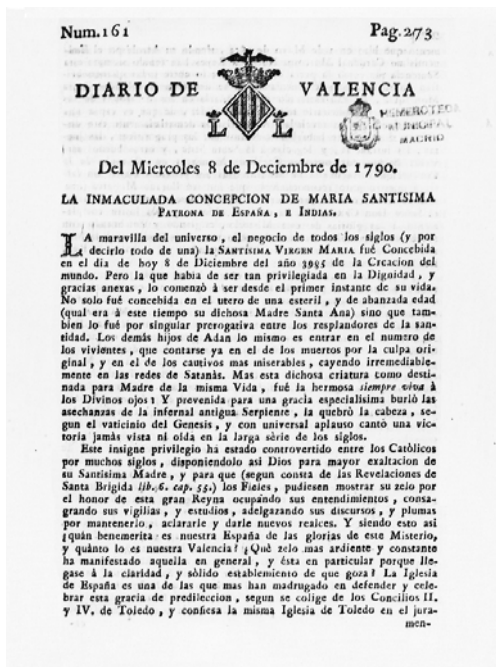 Num.161 Pag.273
DIARIO DE VALENCIA
L L
HEMEROTECA
MUNICIPAL
MADRID
Del Miercoles 8 de Deciembre de 1790.
LA INMACULADA CONCEPCION DE MARIA SANTISIMA
PATRONA DE ESPAÑA, E INDIAS.
LA maravilla del universo, el negocio de todos los siglos (y por
decirlo todo de una) la SANTÍSIMA VIRGEN MARIA fué Concebida
en el dia de hoy 8 de Diciembre del año 3985 de la Creacion del
mundo. Pero la que habia de ser tan privilegiada en la Dignidad, y
gracias anexas, lo comenzò à ser desde el primer instante de su vida.
No solo fué concebida en el utero de una esteril, y de abanzada edad
(qual era à este tiempo su dichosa Madre Santa Ana) sino que tam-
bien lo fué por singular prerogativa entre los resplandores de la san-
tidad. Los demás hijos de Adan lo mismo es entrar en el numero de
los vivientes, que contarse ya en el de los muertos por la culpa ori-
ginal, y en el de los cautivos mas miserables, cayendo irremediable-
mente en las redes de Satanás. Mas esta dichosa criatura como desti-
nada para Madre de la misma Vida, fué la hermosa siempre viva à
los Divinos ojos: Y prevenida para una gracia especialisima burló las
asechanzas de la infernal antigua Serpiente, la quebrò la cabeza, se-
gun el vaticinio del Genesis, y con universal aplauso cantó una vic-
toria jamás vista ni oida en la larga sèrie de los siglos.
Este insigne privilegio ha estado controvertido entre los Católicos
por muchos siglos, disponiendolo asi Dios para mayor exaltacion de
su Santísima Madre, y para que (segun consta de las Revelaciones de
Santa Brigida lib. 6. cap. 55.) los Fieles, pudiesen mostrar su zelo por
el honor de esta gran Reyna ocupando sus entendimientos, consa-
grando sus vigilias, y estudios, adelgazando sus discursos, y plumas
por mantenerlo, aclararle y darle nuevos realces. Y siendo esto asi
¿quán benemerita es nuestra España de las glorias de este Misterio,
y quánto lo es nuestra Valencia? ¿Què zelo mas ardiente y constante
ha manifestado aquella en general, y ésta en particular porque lle-
gase á la claridad, y sòlido establecimiento de que goza? La Iglesia
de España es una de las que mas han madrugado en defender y cele-
brar esta gracia de predileccion, segun se colige de los Concilios II.
y IV. de Toledo, y confiesa la misma Iglesia de Toledo en el jura-
men-